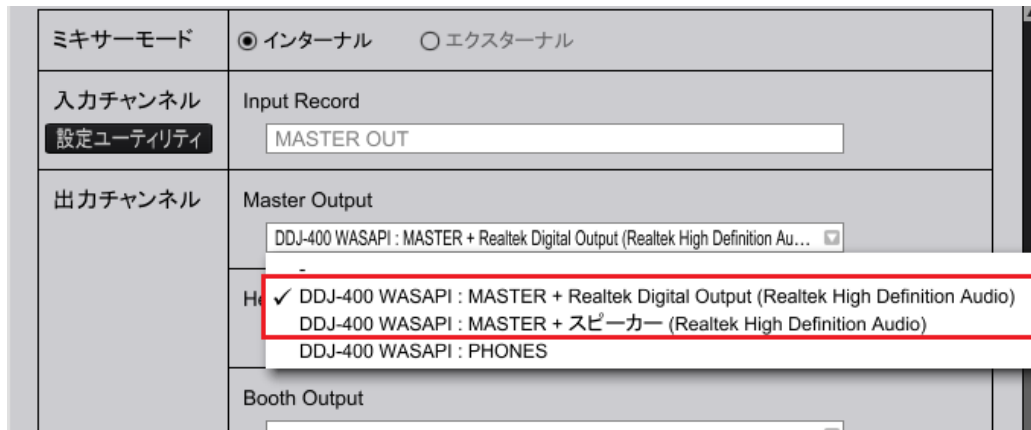 ミキサーモード
インターナル
エクスターナル
入力チャンネル
Input Record
設定ユーティリティ
MASTER OUT
出力チャンネル
Master Output
DDJ-400 WASAPI : MASTER + Realtek Digital Output (Realtek High Definition Au...
-
✓ DDJ-400 WASAPI : MASTER + Realtek Digital Output (Realtek High Definition Audio)
DDJ-400 WASAPI : MASTER + スピーカー (Realtek High Definition Audio)
DDJ-400 WASAPI : PHONES
Booth Output